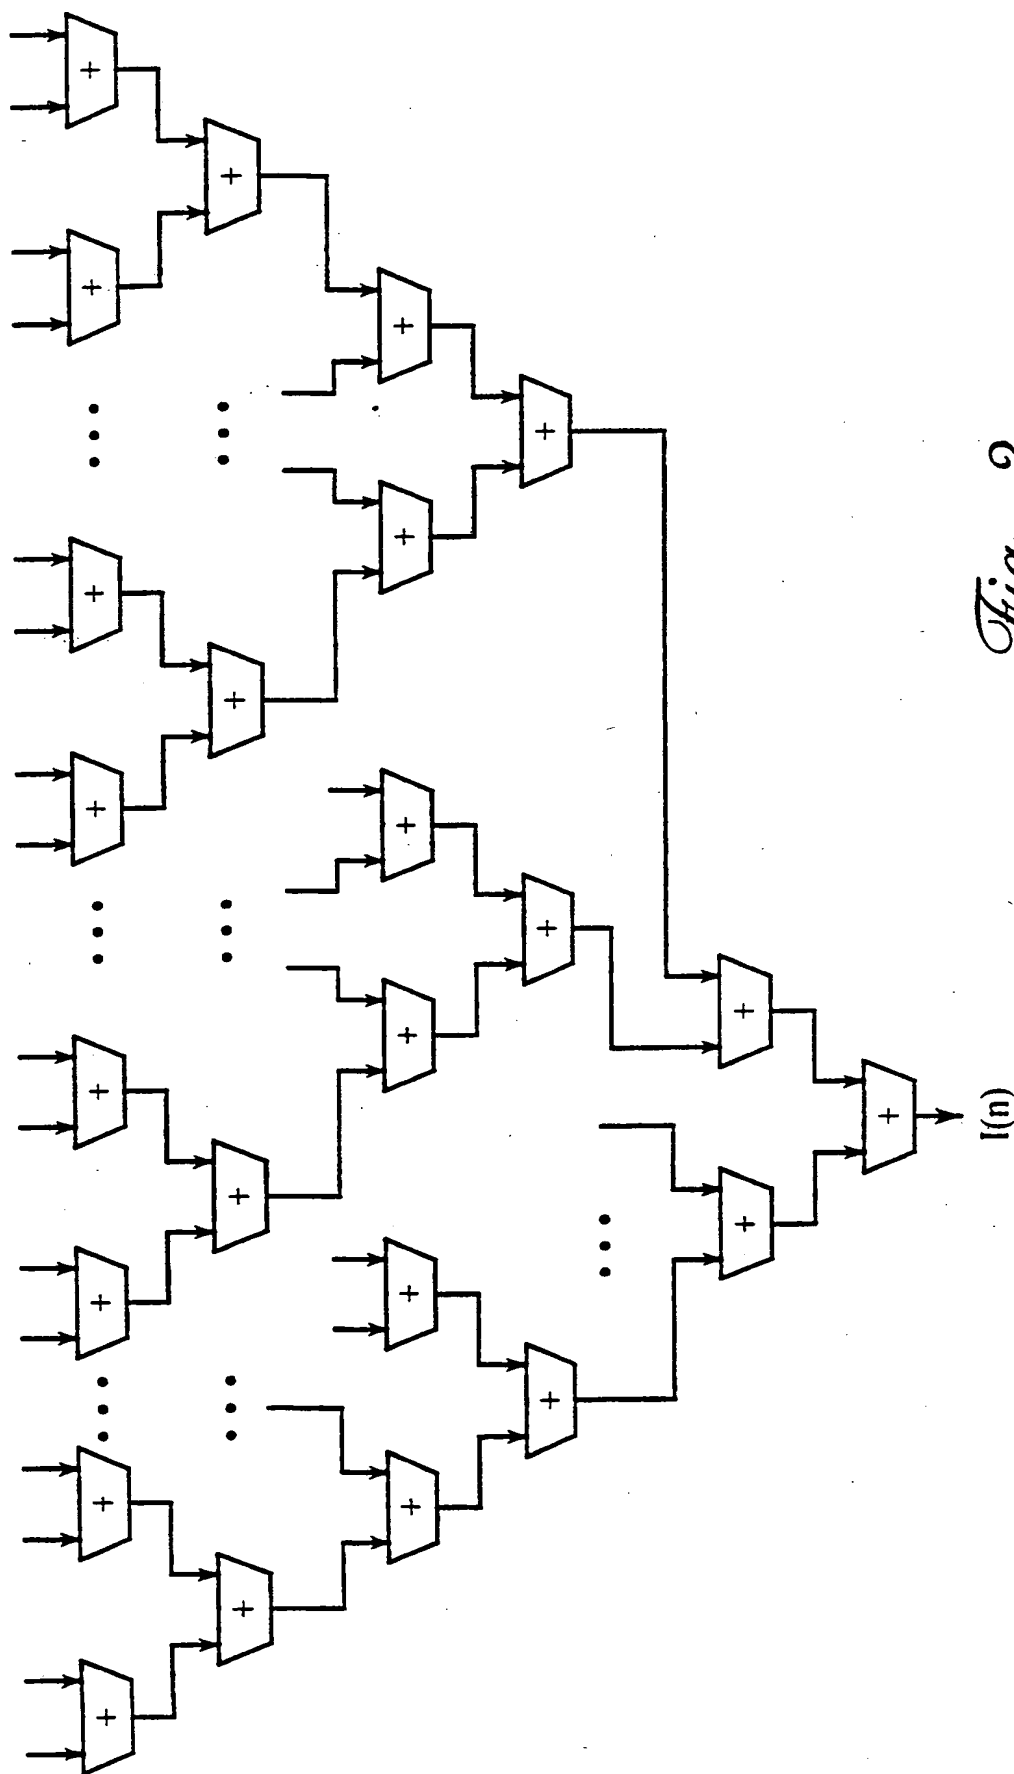 + + + + + + + +
+ + + +
+ + + + + +
+ + +
+ +
+
I(n)
Fig. 2